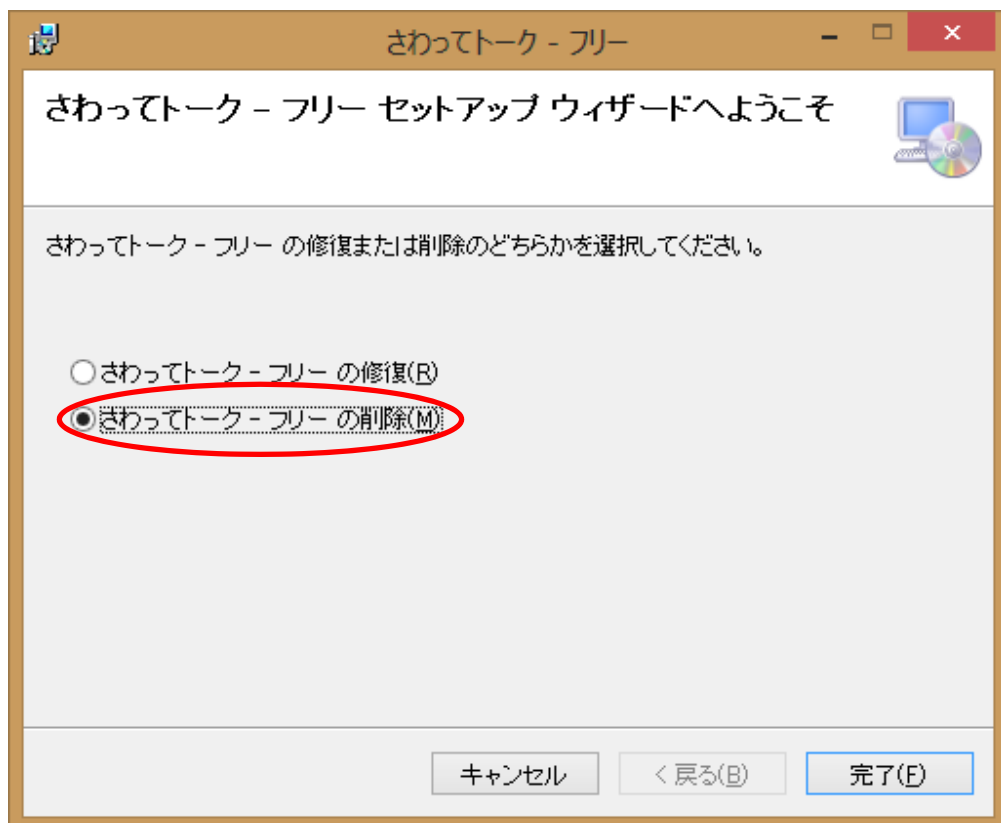 さわってトーク - フリー
さわってトーク - フリー セットアップ ウィザードへようこそ
さわってトーク - フリー の修復または削除のどちらかを選択してください。
さわってトーク - フリー の修復(R)
さわってトーク - フリー の削除(M)
キャンセル
< 戻る(B)
完了(F)